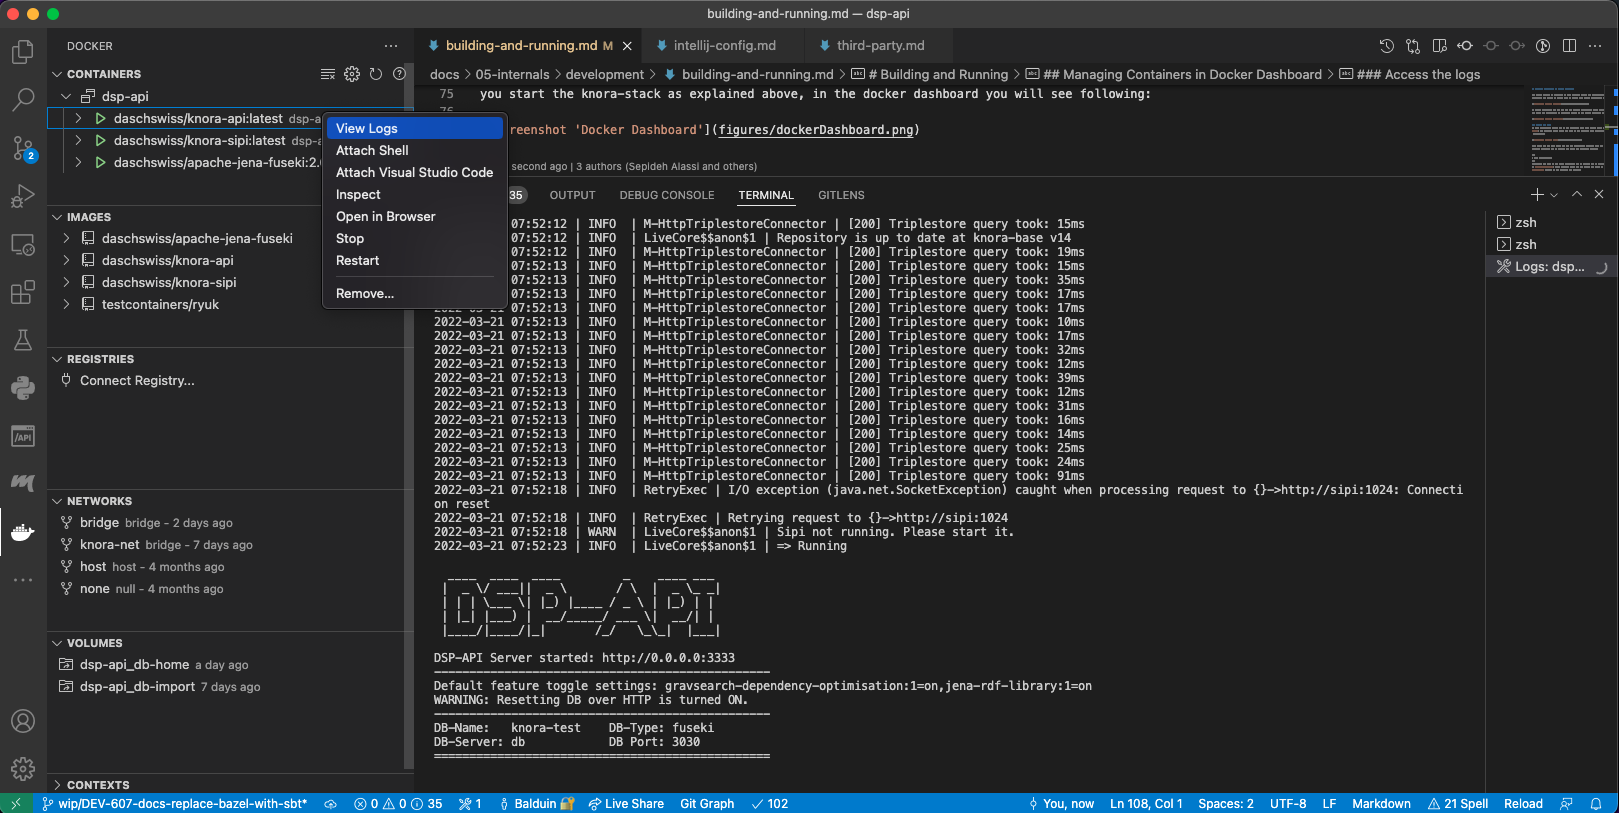 building-and-running.md — dsp-api
DOCKER
building-and-running.md M
intellij-config.md
third-party.md
docs > 05-internals > development > building-and-running.md > # Building and Running > ## Managing Containers in Docker Dashboard > ### Access the logs
CONTAINERS
dsp-api
daschswiss/knora-api:latest dsp-a
daschswiss/knora-sipi:latest dsp-a
daschswiss/apache-jena-fuseki:2.
View Logs
Attach Shell
Attach Visual Studio Code
Inspect
Open in Browser
Stop
Restart
Remove...
IMAGES
daschswiss/apache-jena-fuseki
daschswiss/knora-api
daschswiss/knora-sipi
testcontainers/ryuk
REGISTRIES
Connect Registry...
NETWORKS
bridge bridge - 2 days ago
knora-net bridge - 7 days ago
host host - 4 months ago
none null - 4 months ago
VOLUMES
dsp-api_db-home a day ago
dsp-api_db-import 7 days ago
CONTEXTS
75 you start the knora-stack as explained above, in the docker dashboard you will see following:
76
reenshot 'Docker Dashboard'](figures/dockerDashboard.png)
second ago | 3 authors (Sepideh Alassi and others)
35 OUTPUT DEBUG CONSOLE TERMINAL GITLENS
07:52:12 | INFO | M-HttpTriplestoreConnector | [200] Triplestore query took: 15ms
07:52:12 | INFO | LiveCore$$anon$1 | Repository is up to date at knora-base v14
07:52:12 | INFO | M-HttpTriplestoreConnector | [200] Triplestore query took: 19ms
07:52:13 | INFO | M-HttpTriplestoreConnector | [200] Triplestore query took: 15ms
07:52:13 | INFO | M-HttpTriplestoreConnector | [200] Triplestore query took: 35ms
07:52:13 | INFO | M-HttpTriplestoreConnector | [200] Triplestore query took: 17ms
2022-03-21 07:52:13 | INFO | M-HttpTriplestoreConnector | [200] Triplestore query took: 17ms
2022-03-21 07:52:13 | INFO | M-HttpTriplestoreConnector | [200] Triplestore query took: 10ms
2022-03-21 07:52:13 | INFO | M-HttpTriplestoreConnector | [200] Triplestore query took: 17ms
2022-03-21 07:52:13 | INFO | M-HttpTriplestoreConnector | [200] Triplestore query took: 32ms
2022-03-21 07:52:13 | INFO | M-HttpTriplestoreConnector | [200] Triplestore query took: 12ms
2022-03-21 07:52:13 | INFO | M-HttpTriplestoreConnector | [200] Triplestore query took: 39ms
2022-03-21 07:52:13 | INFO | M-HttpTriplestoreConnector | [200] Triplestore query took: 12ms
2022-03-21 07:52:13 | INFO | M-HttpTriplestoreConnector | [200] Triplestore query took: 31ms
2022-03-21 07:52:13 | INFO | M-HttpTriplestoreConnector | [200] Triplestore query took: 16ms
2022-03-21 07:52:13 | INFO | M-HttpTriplestoreConnector | [200] Triplestore query took: 14ms
2022-03-21 07:52:13 | INFO | M-HttpTriplestoreConnector | [200] Triplestore query took: 25ms
2022-03-21 07:52:13 | INFO | M-HttpTriplestoreConnector | [200] Triplestore query took: 24ms
2022-03-21 07:52:13 | INFO | M-HttpTriplestoreConnector | [200] Triplestore query took: 91ms
2022-03-21 07:52:18 | INFO | RetryExec | I/O exception (java.net.SocketException) caught when processing request to {}->http://sipi:1024: Connecti
on reset
2022-03-21 07:52:18 | INFO | RetryExec | Retrying request to {}->http://sipi:1024
2022-03-21 07:52:18 | WARN | LiveCore$$anon$1 | Sipi not running. Please start it.
2022-03-21 07:52:23 | INFO | LiveCore$$anon$1 | => Running
DSP-API
DSP-API Server started: http://0.0.0.0:3333
Default feature toggle settings: gravsearch-dependency-optimisation:1=on,jena-rdf-library:1=on
WARNING: Resetting DB over HTTP is turned ON.
DB-Name: knora-test DB-Type: fuseki
DB-Server: db DB Port: 3030
zsh
zsh
Logs: dsp...
2
/API
wip/DEV-607-docs-replace-bazel-with-sbt* 0 0 35 1 Balduin Live Share Git Graph 102 You, now Ln 108, Col 1 Spaces: 2 UTF-8 LF Markdown 21 Spell Reload